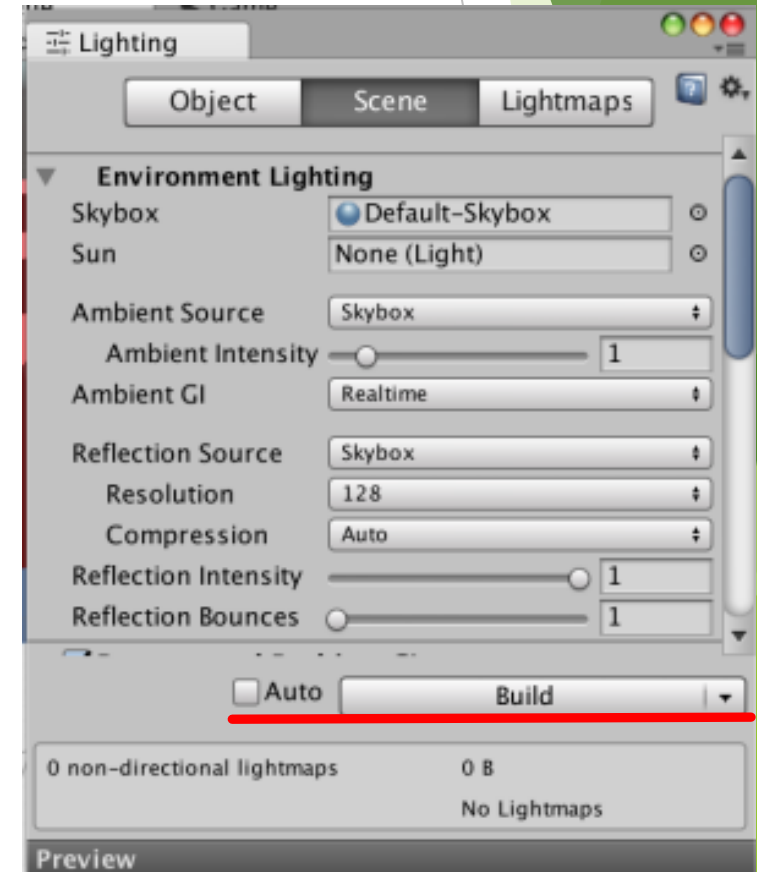 Lighting
Object Scene Lightmaps
Environment Lighting
Skybox Default-Skybox
Sun None (Light)
Ambient Source Skybox
Ambient Intensity 1
Ambient GI Realtime
Reflection Source Skybox
Resolution 128
Compression Auto
Reflection Intensity 1
Reflection Bounces 1
Auto Build
0 non-directional lightmaps 0 B
No Lightmaps
Preview